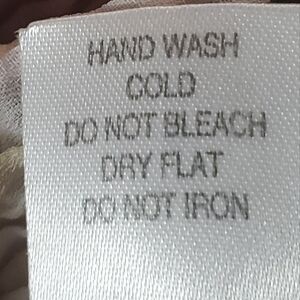 HAND WASH
COLD
DO NOT BLEACH
DRY FLAT
DO NOT IRON